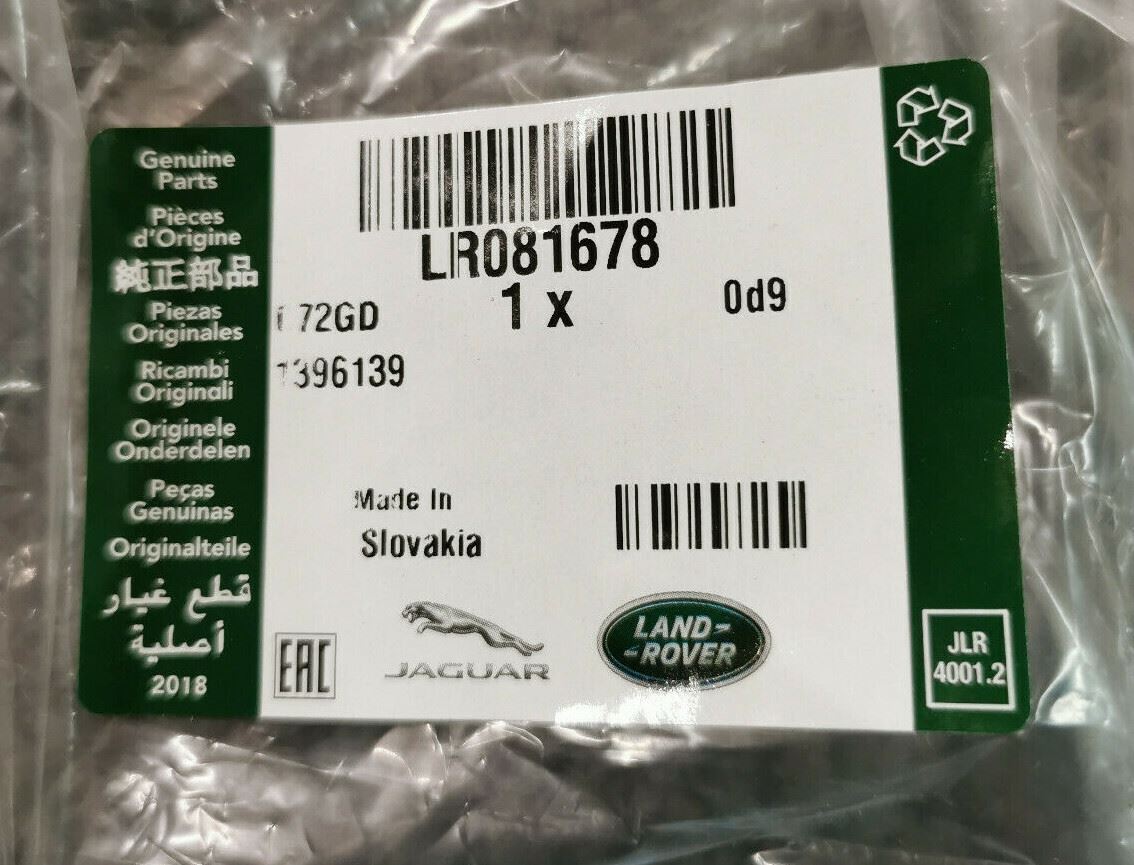 Genuine
Parts
Pièces
d'Origine
純正部品
Piezas
Originales
Ricambi
Originali
Originele
Onderdelen
Peças
Genuinas
Originalteile
قطع غيار
أصلية
2018
LR081678
1 x
0d9
72GD
396139
Made In
Slovakia
EAC
JAGUAR
LAND-
-ROVER
JLR
4001.2